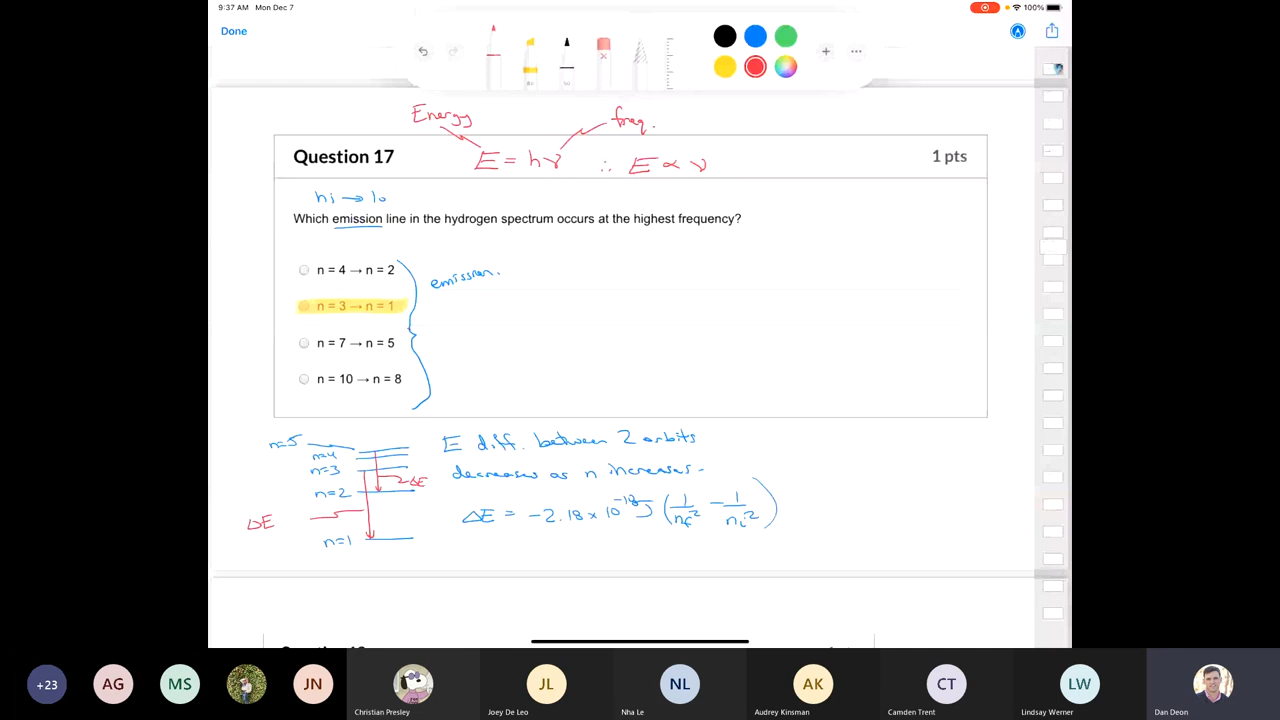 9:37 AM Mon Dec 7
100%
Done
Energy
freq.
Question 17
E = hν ∴ E ∝ ν
1 pts
hi → lo
Which emission line in the hydrogen spectrum occurs at the highest frequency?
n = 4 → n = 2
emission.
n = 3 → n = 1
n = 7 → n = 5
n = 10 → n = 8
n=5
n=4
n=3
n=2
n=1
ΔE
ΔE
E diff. between 2 orbits
decreases as n increases.
ΔE = -2.18 x 10^-18 J (1/nf² - 1/ni²)
+23
AG
MS
JN
Christian Presley
JL
Joey De Leo
NL
Nha Le
AK
Audrey Kinsman
CT
Camden Trent
LW
Lindsay Werner
Dan Deon